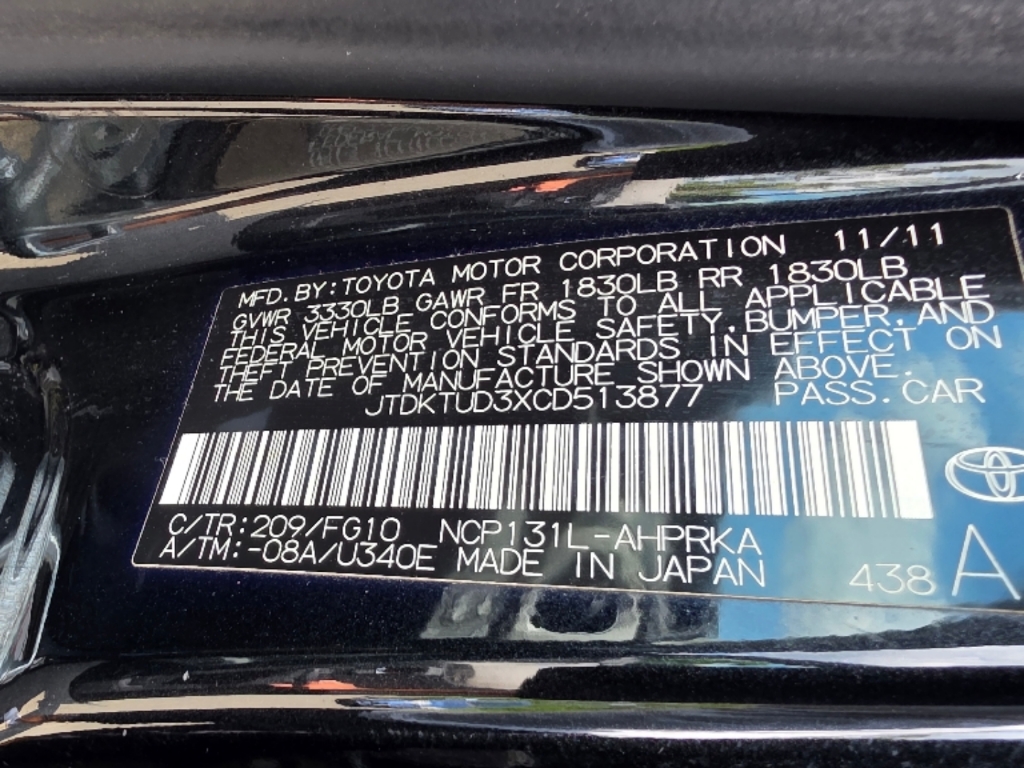 MFD.BY:TOYOTA MOTOR CORPORATION 11/11
GVWR 3330LB GAWR FR 1830LB RR 1830LB
THIS VEHICLE CONFORMS TO ALL APPLICABLE
FEDERAL MOTOR VEHICLE SAFETY,BUMPER,AND
THEFT PREVENTION STANDARDS IN EFFECT ON
THE DATE OF MANUFACTURE SHOWN ABOVE.
JTDKTUD3XCD513877 PASS.CAR
C/TR:209/FG10 NCP131L-AHPRKA
A/TM:-08A/U340E MADE IN JAPAN 438 A